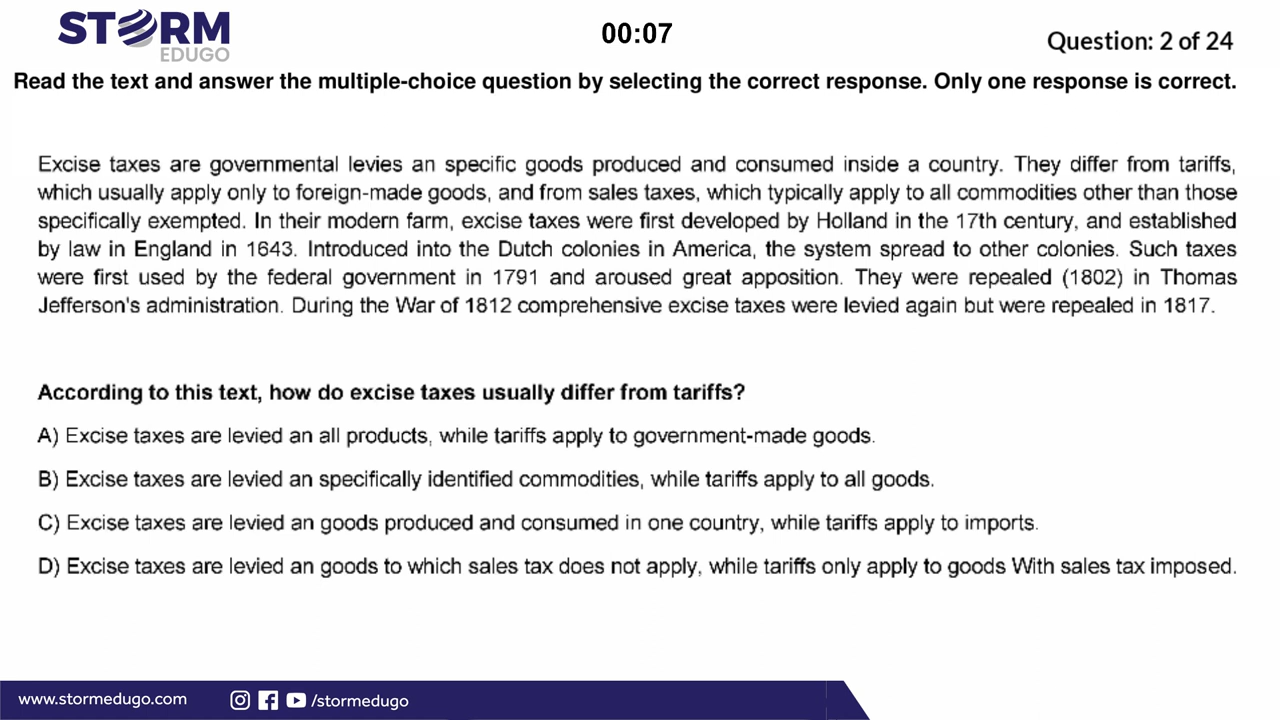 STORM
EDUGO
00:07
Question: 2 of 24
Read the text and answer the multiple-choice question by selecting the correct response. Only one response is correct.
Excise taxes are governmental levies an specific goods produced and consumed inside a country. They differ from tariffs,
which usually apply only to foreign-made goods, and from sales taxes, which typically apply to all commodities other than those
specifically exempted. In their modern farm, excise taxes were first developed by Holland in the 17th century, and established
by law in England in 1643. Introduced into the Dutch colonies in America, the system spread to other colonies. Such taxes
were first used by the federal government in 1791 and aroused great apposition. They were repealed (1802) in Thomas
Jefferson's administration. During the War of 1812 comprehensive excise taxes were levied again but were repealed in 1817.
According to this text, how do excise taxes usually differ from tariffs?
A) Excise taxes are levied an all products, while tariffs apply to government-made goods.
B) Excise taxes are levied an specifically identified commodities, while tariffs apply to all goods.
C) Excise taxes are levied an goods produced and consumed in one country, while tariffs apply to imports.
D) Excise taxes are levied an goods to which sales tax does not apply, while tariffs only apply to goods With sales tax imposed.
www.stormedugo.com
/stormedugo